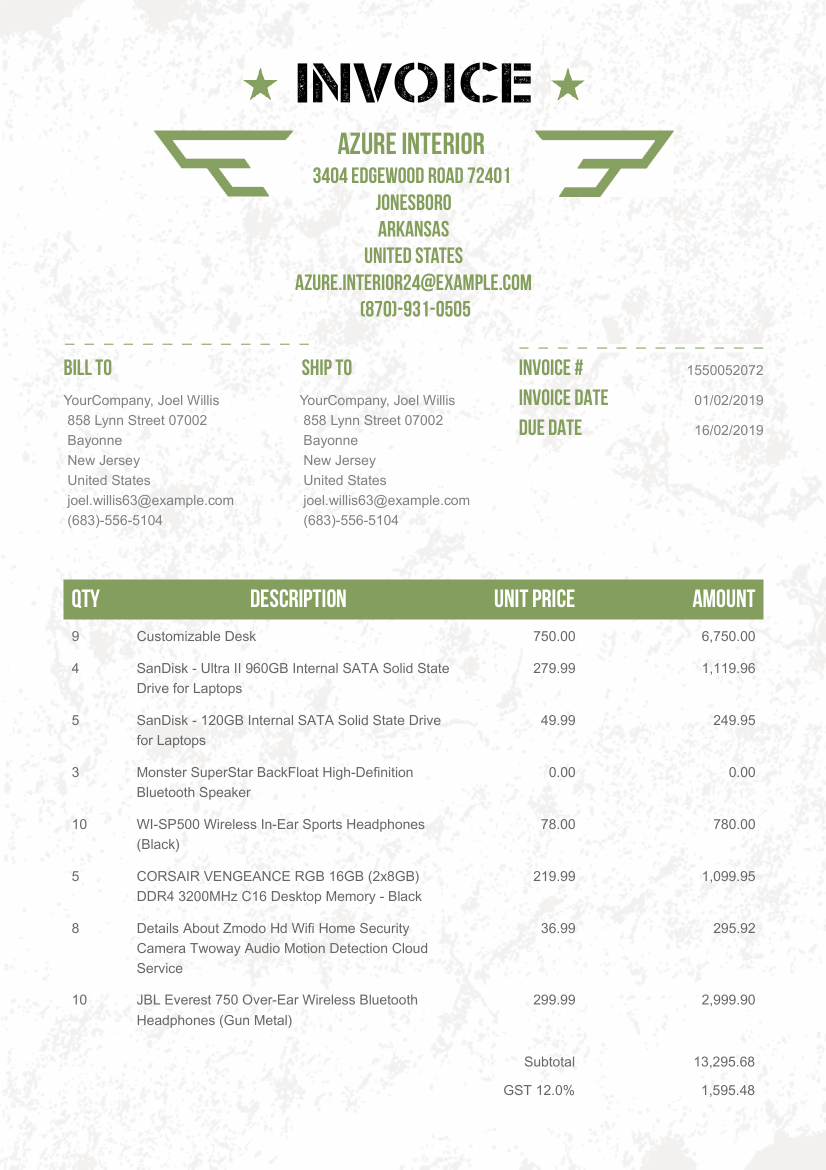 INVOICE
AZURE INTERIOR
3404 EDGEWOOD ROAD 72401
JONESBORO
ARKANSAS
UNITED STATES
AZURE.INTERIOR24@EXAMPLE.COM
(870)-931-0505
BILL TO
YourCompany, Joel Willis
858 Lynn Street 07002
Bayonne
New Jersey
United States
joel.willis63@example.com
(683)-556-5104
SHIP TO
YourCompany, Joel Willis
858 Lynn Street 07002
Bayonne
New Jersey
United States
joel.willis63@example.com
(683)-556-5104
INVOICE # 1550052072
INVOICE DATE 01/02/2019
DUE DATE 16/02/2019
QTY DESCRIPTION UNIT PRICE AMOUNT
9 Customizable Desk 750.00 6,750.00
4 SanDisk - Ultra II 960GB Internal SATA Solid State 279.99 1,119.96
Drive for Laptops
5 SanDisk - 120GB Internal SATA Solid State Drive 49.99 249.95
for Laptops
3 Monster SuperStar BackFloat High-Definition 0.00 0.00
Bluetooth Speaker
10 WI-SP500 Wireless In-Ear Sports Headphones 78.00 780.00
(Black)
5 CORSAIR VENGEANCE RGB 16GB (2x8GB) 219.99 1,099.95
DDR4 3200MHz C16 Desktop Memory - Black
8 Details About Zmodo Hd Wifi Home Security 36.99 295.92
Camera Twoway Audio Motion Detection Cloud
Service
10 JBL Everest 750 Over-Ear Wireless Bluetooth 299.99 2,999.90
Headphones (Gun Metal)
Subtotal 13,295.68
GST 12.0% 1,595.48